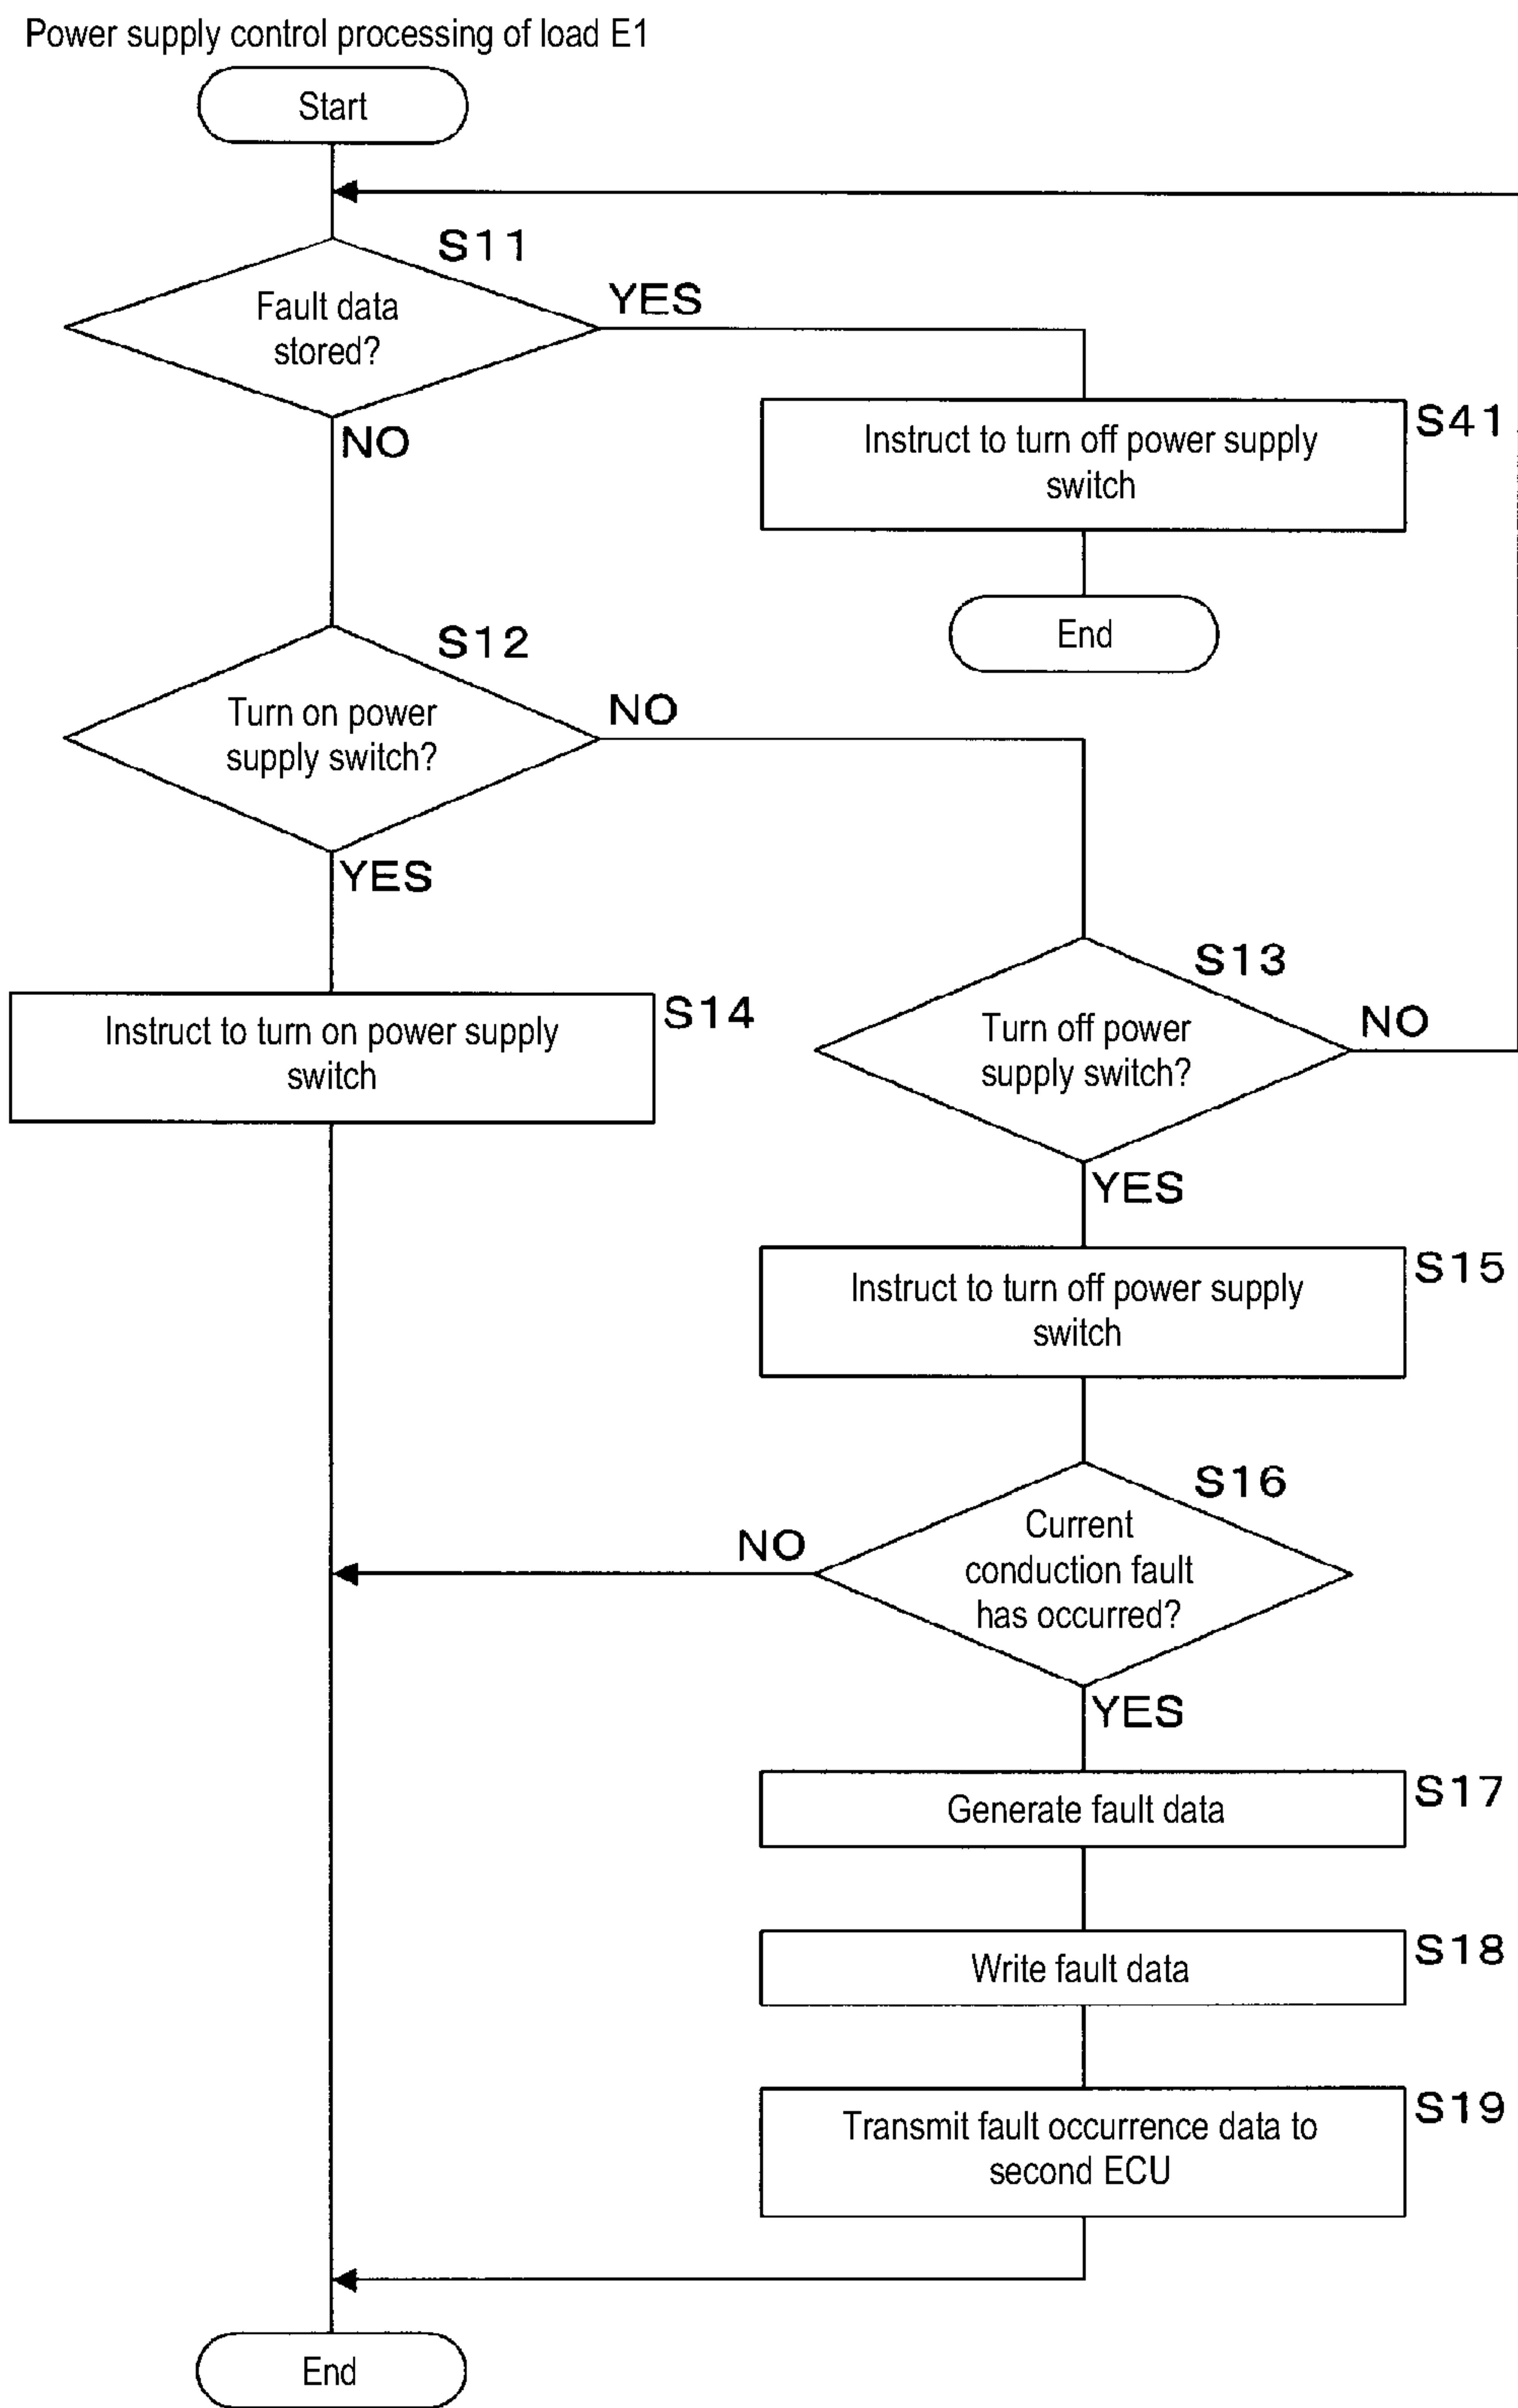 Power supply control processing of load E1
Start
S11
Fault data
stored?
YES
NO
S41
Instruct to turn off power supply
switch
End
S12
Turn on power
supply switch?
NO
YES
S13
Turn off power
supply switch?
NO
YES
S14
Instruct to turn on power supply
switch
S15
Instruct to turn off power supply
switch
S16
Current
conduction fault
has occurred?
NO
YES
S17
Generate fault data
S18
Write fault data
S19
Transmit fault occurrence data to
second ECU
End